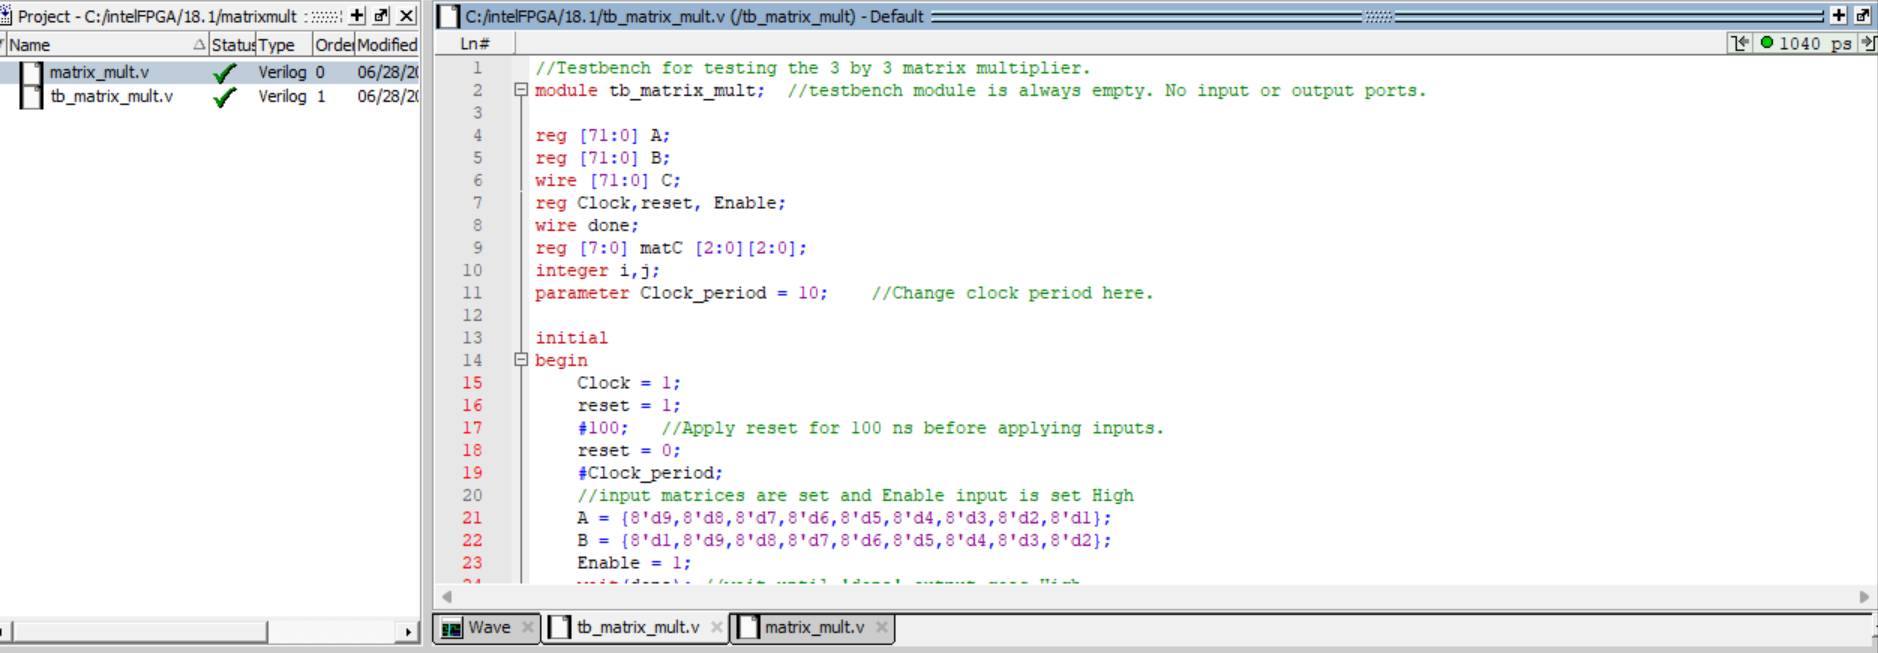 Project - C:/intelFPGA/18.1/matrixmult
Name Status Type Order Modified
matrix_mult.v Verilog 0 06/28/20
tb_matrix_mult.v Verilog 1 06/28/20
C:/intelFPGA/18.1/tb_matrix_mult.v (/tb_matrix_mult) - Default
Ln#
1040 ps
1 //Testbench for testing the 3 by 3 matrix multiplier.
2 module tb_matrix_mult; //testbench module is always empty. No input or output ports.
3
4 reg [71:0] A;
5 reg [71:0] B;
6 wire [71:0] C;
7 reg Clock,reset, Enable;
8 wire done;
9 reg [7:0] matC [2:0][2:0];
10 integer i,j;
11 parameter Clock_period = 10; //Change clock period here.
12
13 initial
14 begin
15 Clock = 1;
16 reset = 1;
17 #100; //Apply reset for 100 ns before applying inputs.
18 reset = 0;
19 #Clock_period;
20 //input matrices are set and Enable input is set High
21 A = {8'd9,8'd8,8'd7,8'd6,8'd5,8'd4,8'd3,8'd2,8'd1};
22 B = {8'd1,8'd9,8'd8,8'd7,8'd6,8'd5,8'd4,8'd3,8'd2};
23 Enable = 1;
24 wait(done); //wait until 'done' output goes High
Wave tb_matrix_mult.v matrix_mult.v